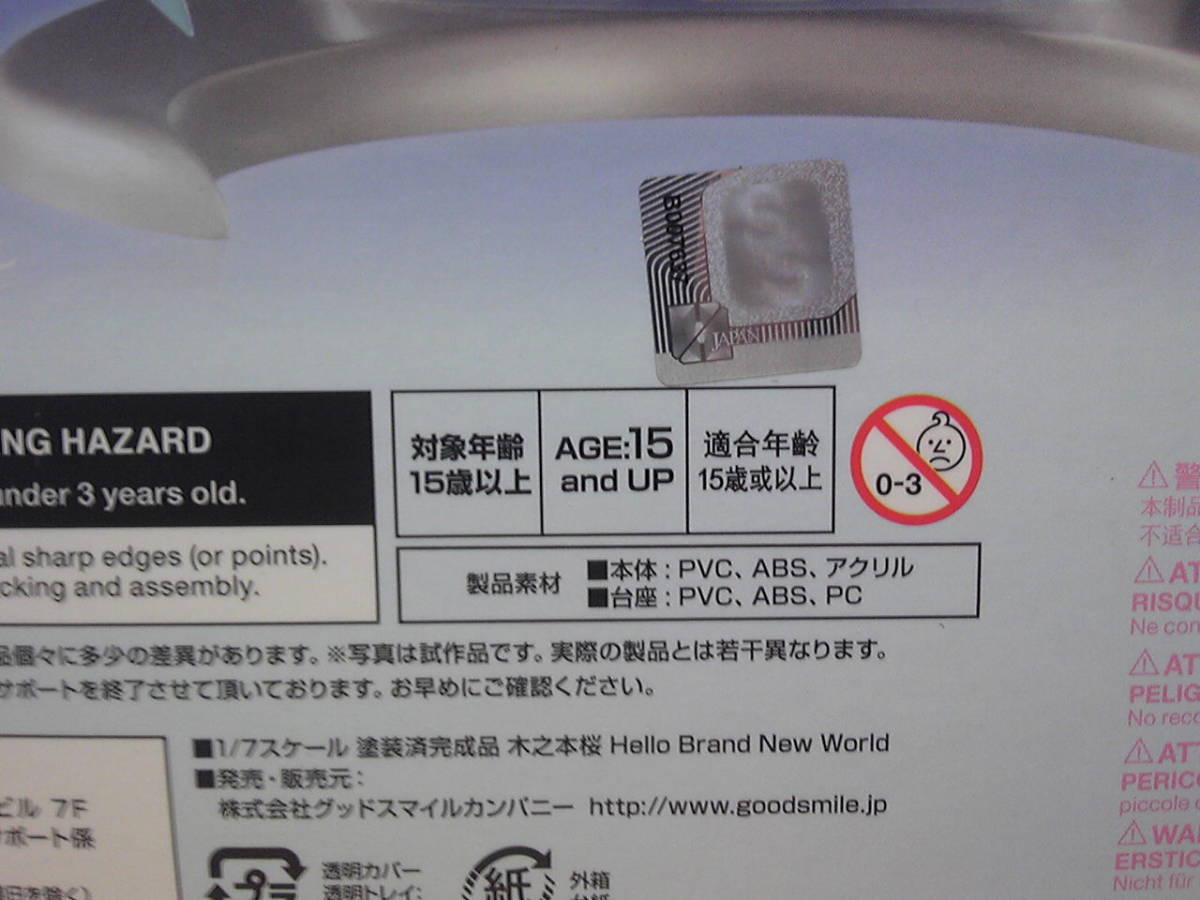 JAPAN
NG HAZARD
under 3 years old.
al sharp edges (or points).
cking and assembly.
対象年齢
15歳以上
AGE:15
and UP
適合年齡
15歳或以上
0-3
製品素材
■本体：PVC、ABS、アクリル
■台座：PVC、ABS、PC
品個々に多少の差異があります。※写真は試作品です。実際の製品とは若干異なります。
サポートを終了させて頂いております。お早めにご確認ください。
ビル 7F
ポート係
■1/7スケール 塗装済完成品 木之本桜 Hello Brand New World
■発売・販売元：
株式会社グッドスマイルカンパニー http://www.goodsmile.jp
プラ
透明カバー
透明トレイ：
紙
外箱
⚠警
本制品
不适合
⚠AT
RISQU
Ne con
⚠AT
PELIG
No reco
⚠ATT
PERICO
piccole
⚠WAR
ERSTIC
Nicht für